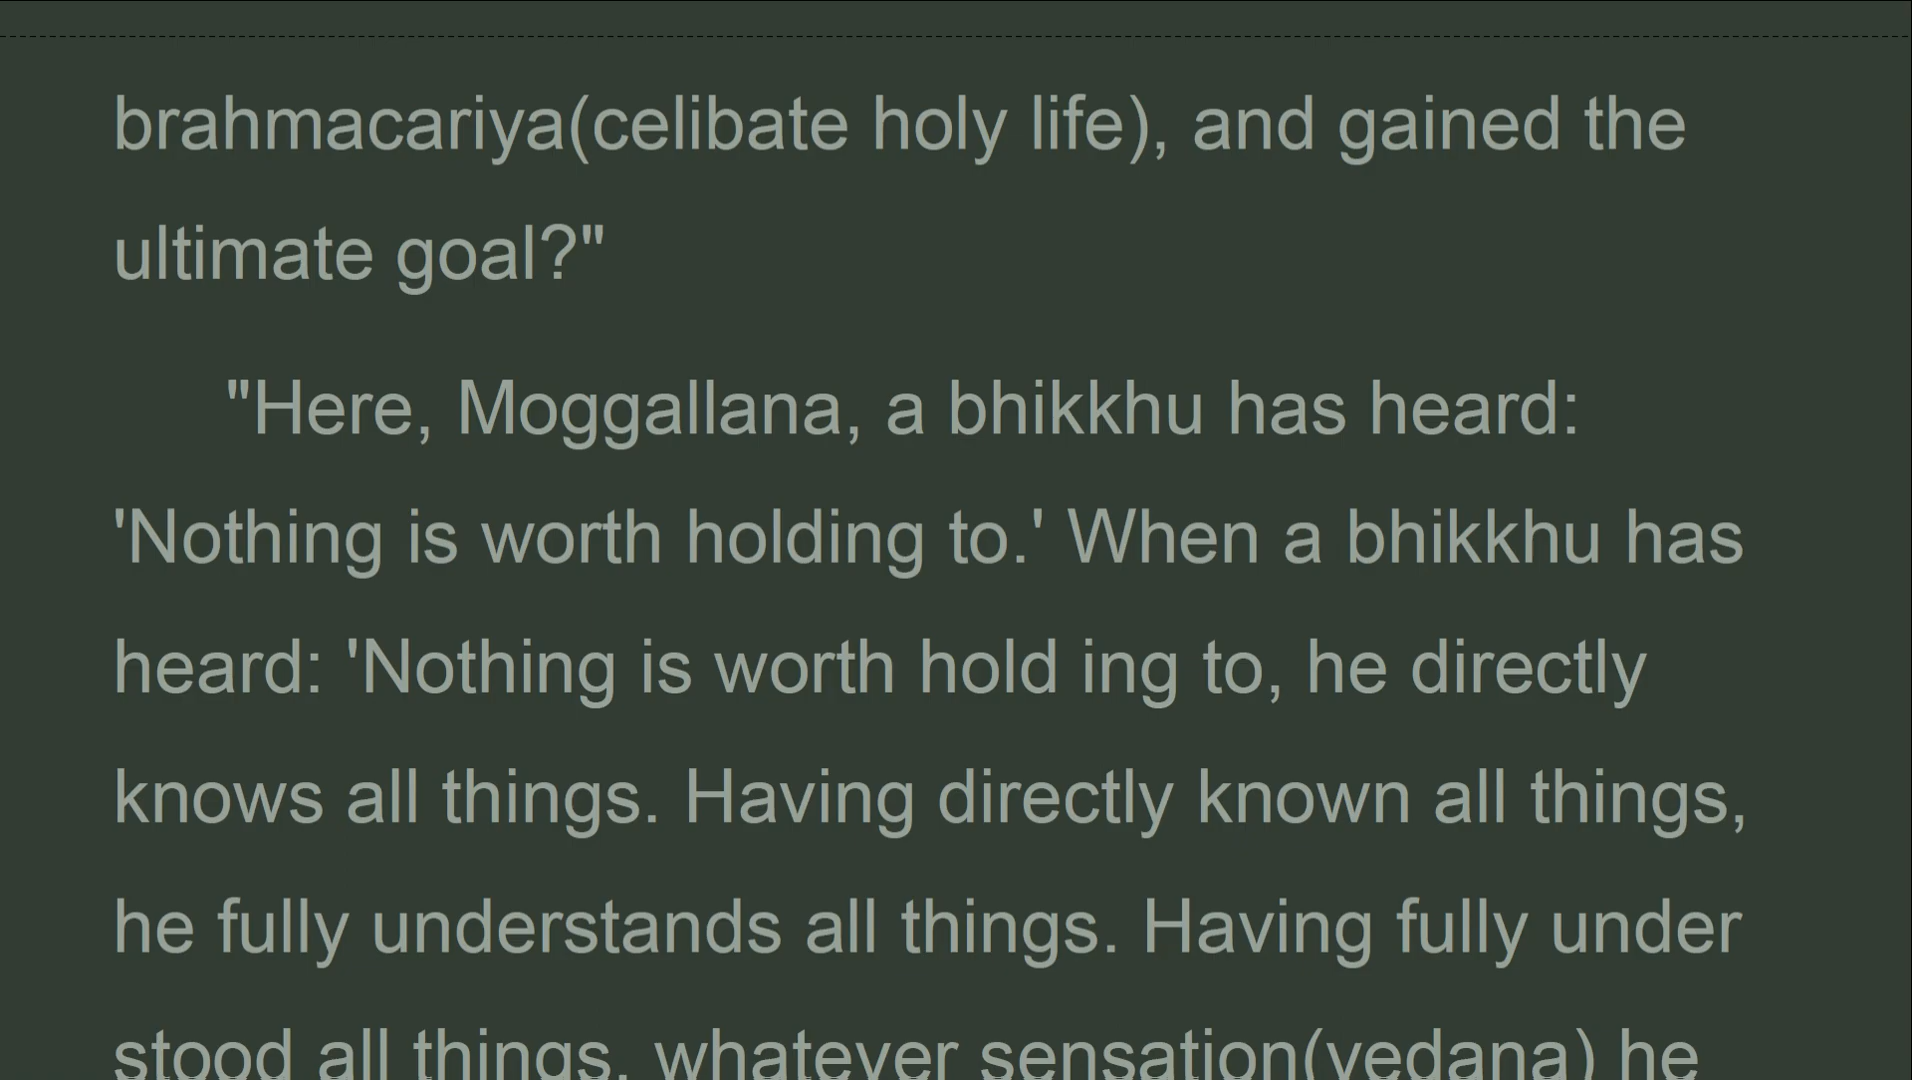 brahmacariya(celibate holy life), and gained the
ultimate goal?"
"Here, Moggallana, a bhikkhu has heard:
'Nothing is worth holding to.' When a bhikkhu has
heard: 'Nothing is worth hold ing to, he directly
knows all things. Having directly known all things,
he fully understands all things. Having fully under
stood all things, whatever sensation(vedana) he